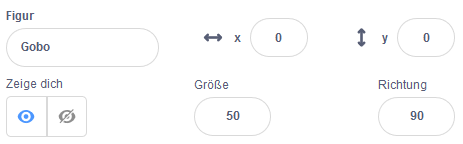 Figur
Gobo x 0 y 0
Zeige dich Größe Richtung
50 90